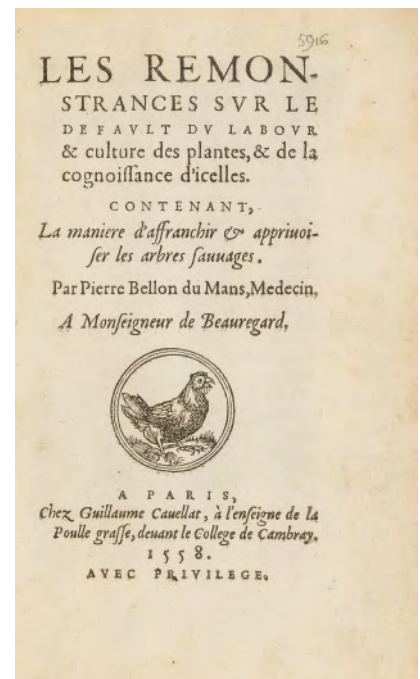 5916
LES REMON-
STRANCES SVR LE
DEFAVLT DV LABOVR
& culture des plantes, & de la
cognoiſſance d'icelles.
CONTENANT,
La maniere d'affranchir & appriuoi-
ſer les arbres ſauuages.
Par Pierre Bellon du Mans, Medecin,
A Monſeigneur de Beauregard,
A PARIS,
Chez Guillaume Cauellat, à l'enſeigne de la
Poulle graſſe, deuant le College de Cambray.
1558.
AVEC PRIVILEGE.